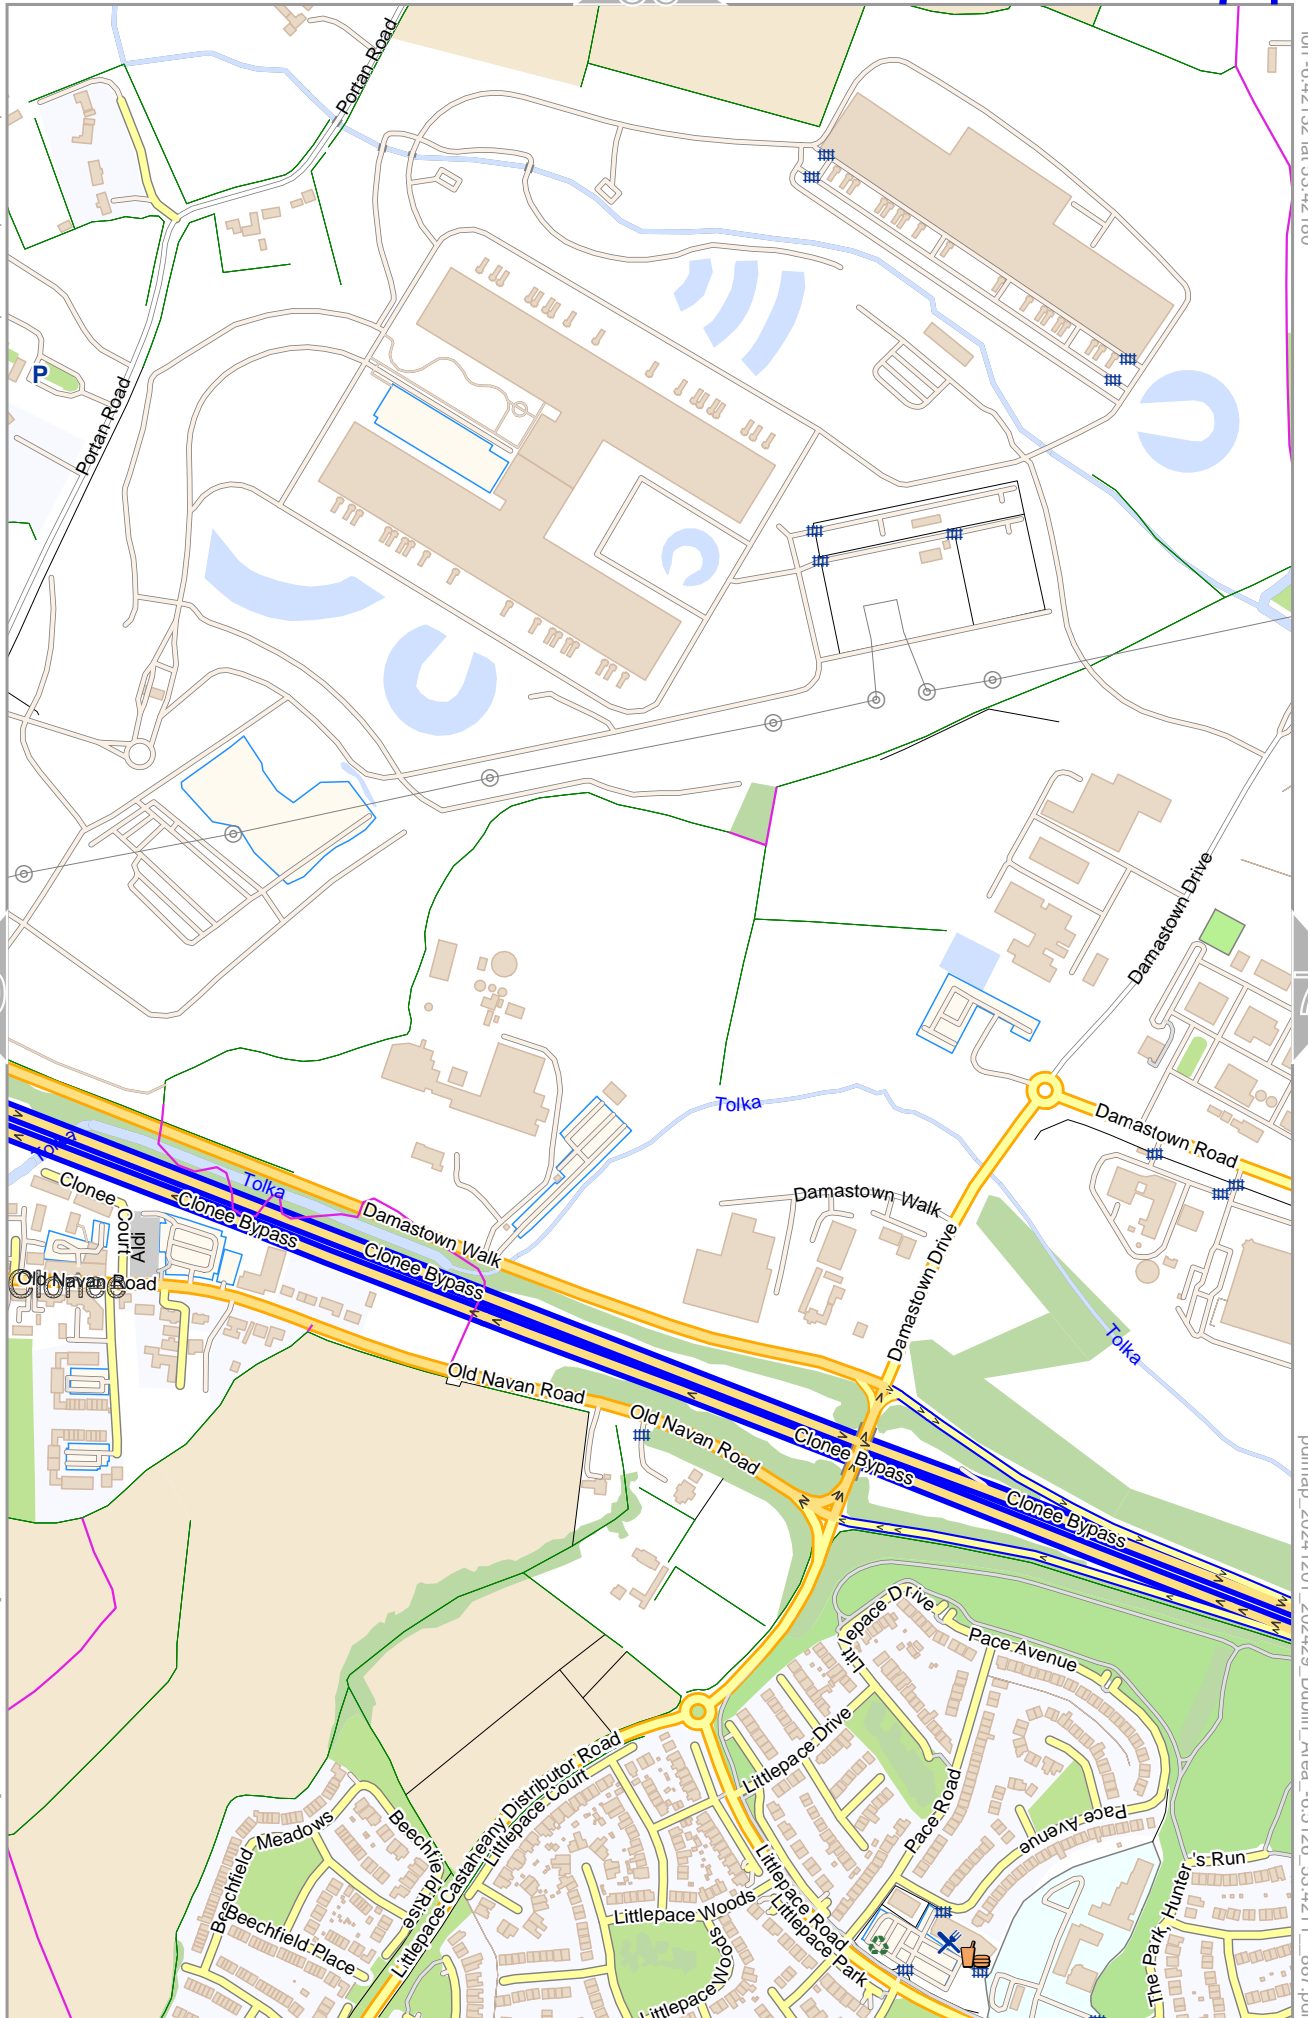 Portan Road
P
Portan Road
Damastown Drive
Tolka
Damastown Road
Tolka
Clonee
Court
Aldi
Tolka
Clonee Bypass
Damastown Walk
Damastown Walk
Damastown Drive
Clonee Bypass
Old Navan Road
Clonee
Tolka
Old Navan Road
Old Navan Road
Clonee Bypass
Clonee Bypass
Littlepace Drive
Pace Avenue
Littlepace Drive
Littlepace-Castaheany Distributor Road
Littlepace Court
Pace Road
Pace Avenue
Beechfield Meadows
Beechfield Rise
Beechfield Place
Littlepace Road
Littlepace Park
Littlepace Woods
Littlepace Woods
The Park, Hunter's Run